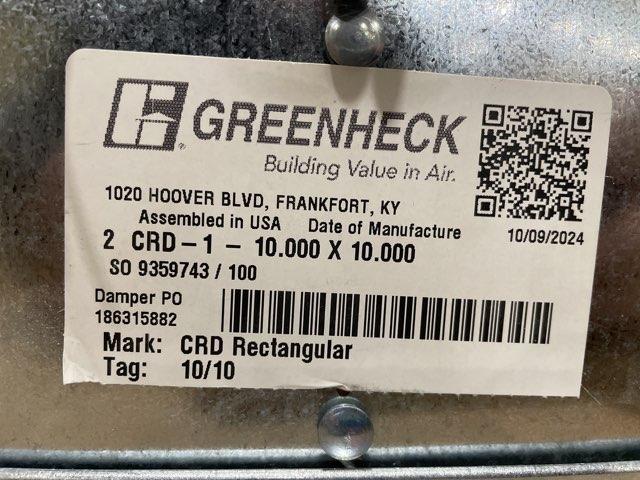 GREENHECK
Building Value in Air.
1020 HOOVER BLVD, FRANKFORT, KY
Assembled in USA Date of Manufacture
10/09/2024
2 CRD-1 - 10.000 X 10.000
SO 9359743 / 100
Damper PO
186315882
Mark: CRD Rectangular
Tag: 10/10